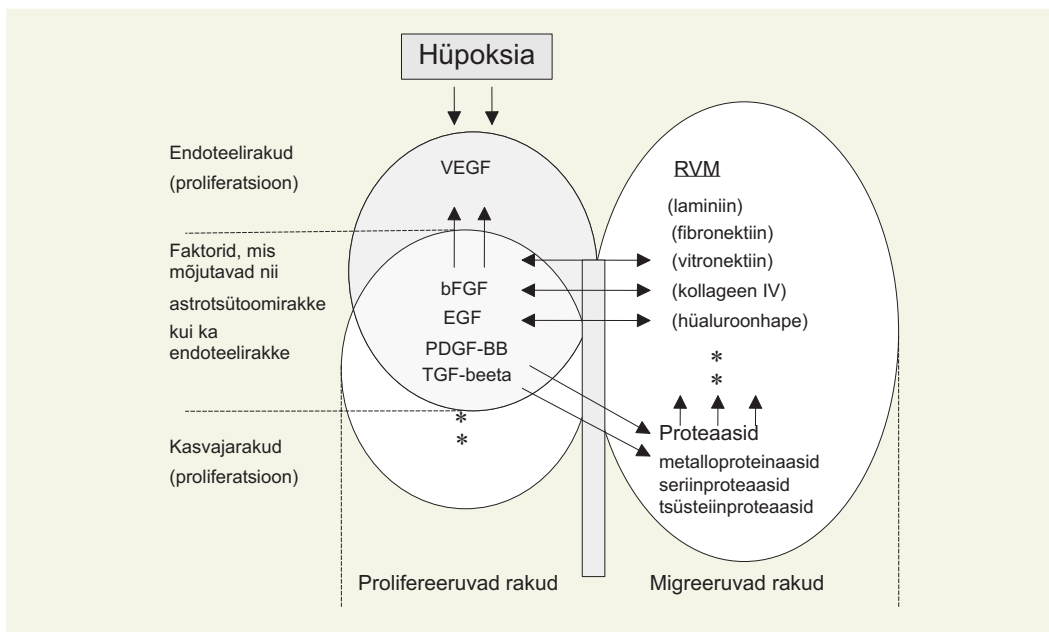 Hüpoksia
Endoteelirakud
(proliferatsioon)
Faktorid, mis
mõjutavad nii
astrotsütoomirakke
kui ka
endoteelirakke
Kasvajarakud
(proliferatsioon)
VEGF
bFGF
EGF
PDGF-BB
TGF-beeta
*
*
RVM
(laminiin)
(fibronektiin)
(vitronektiin)
(kollageen IV)
(hüaluroonhape)
*
*
Proteaasid
metalloproteinaasid
seriinproteaasid
tsüsteiinproteaasid
Prolifereeruvad rakud
Migreeruvad rakud